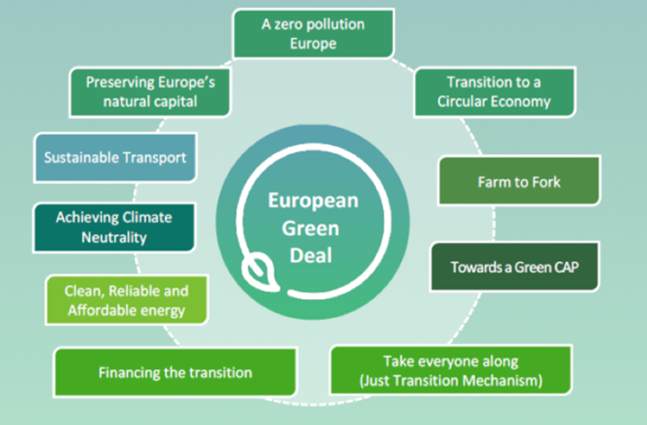 A zero pollution
Europe
Preserving Europe's
natural capital
Transition to a
Circular Economy
Sustainable Transport
Farm to Fork
European
Green
Deal
Achieving Climate
Neutrality
Towards a Green CAP
Clean, Reliable and
Affordable energy
Financing the transition
Take everyone along
(Just Transition Mechanism)